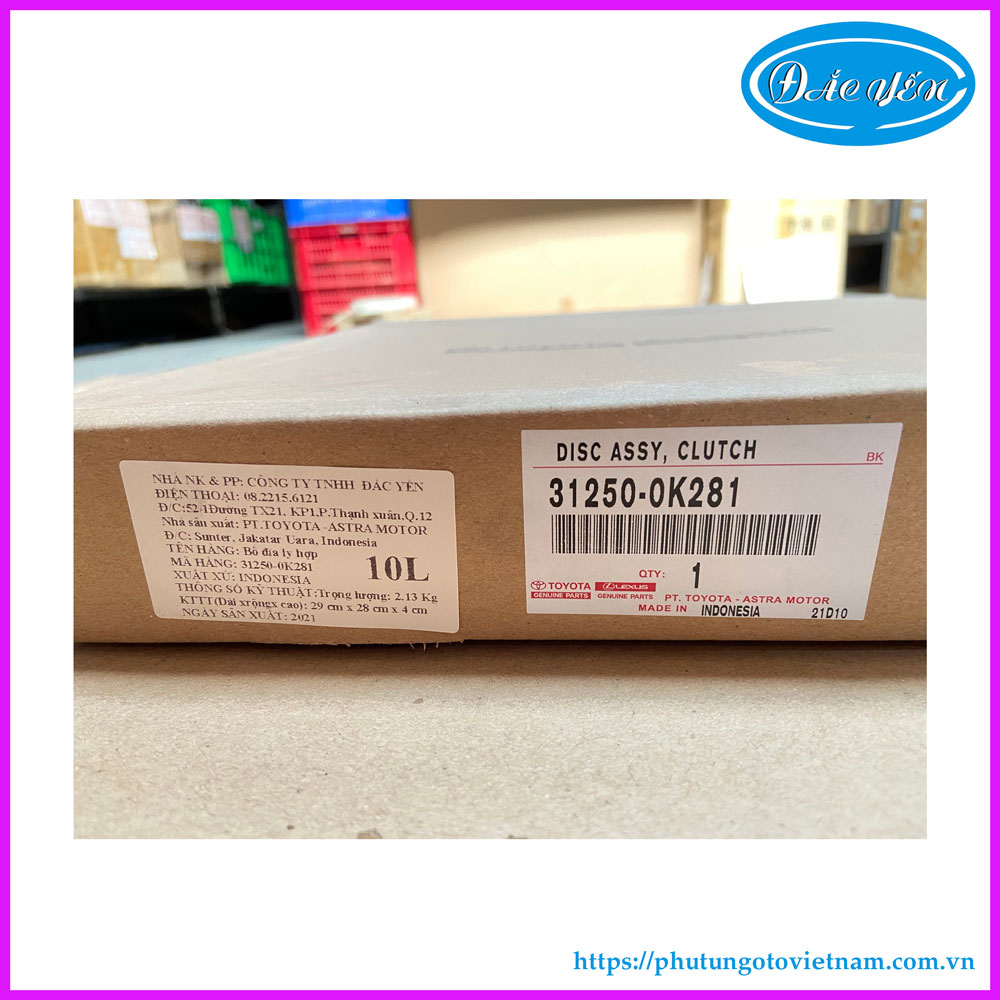 ĐẮC YẾN
NHÀ NK & PP: CÔNG TY TNHH ĐẮC YẾN
ĐIỆN THOẠI: 08.2215.6121
Đ/C:52/1Đường TX21, KP1,P.Thạnh xuân,Q.12
Nhà sản xuất: PT.TOYOTA -ASTRA MOTOR
Đ/C: Sunter, Jakatar Uara, Indonesia
TÊN HÀNG: Bố đĩa ly hợp
MÃ HÀNG: 31250-0K281
XUẤT XỨ: INDONESIA
10L
THÔNG SỐ KỸ THUẬT:Trọng lượng: 2.13 Kg
KTTT(Dài xrộngx cao): 29 cm x 28 cm x 4 cm
NGÀY SẢN XUẤT: 2021
DISC ASSY, CLUTCH
BK
31250-0K281
QTY: 1
TOYOTA LEXUS
GENUINE PARTS GENUINE PARTS PT. TOYOTA - ASTRA MOTOR
MADE IN INDONESIA 21D10
https://phutungotovietnam.com.vn